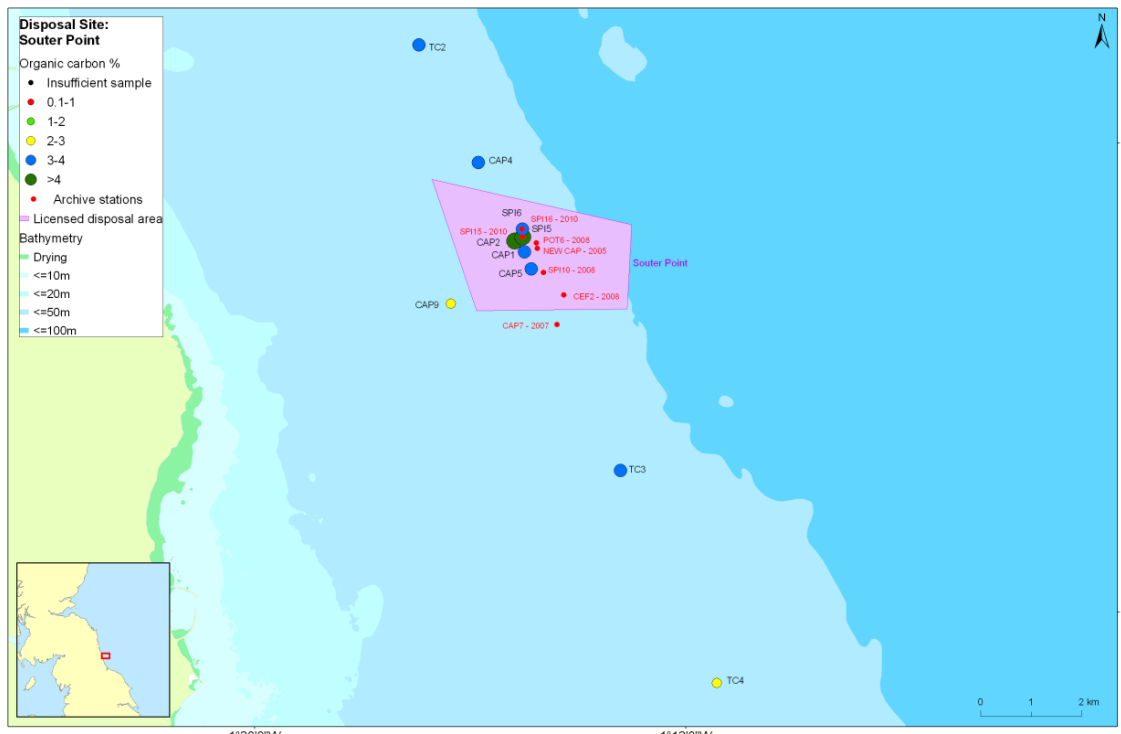 Disposal Site:
Souter Point
Organic carbon %
Insufficient sample
0.1-1
1-2
2-3
3-4
>4
Archive stations
Licensed disposal area
Bathymetry
Drying
<=10m
<=20m
<=50m
<=100m
N
TC2
CAP4
SPI6
SPI16 - 2010
SPI15 - 2010
SPI5
CAP2
POT6 - 2008
NEW CAP - 2005
CAP1
Souter Point
CAP5
SPI10 - 2008
CEF2 - 2008
CAP9
CAP7 - 2007
TC3
TC4
0 1 2 km